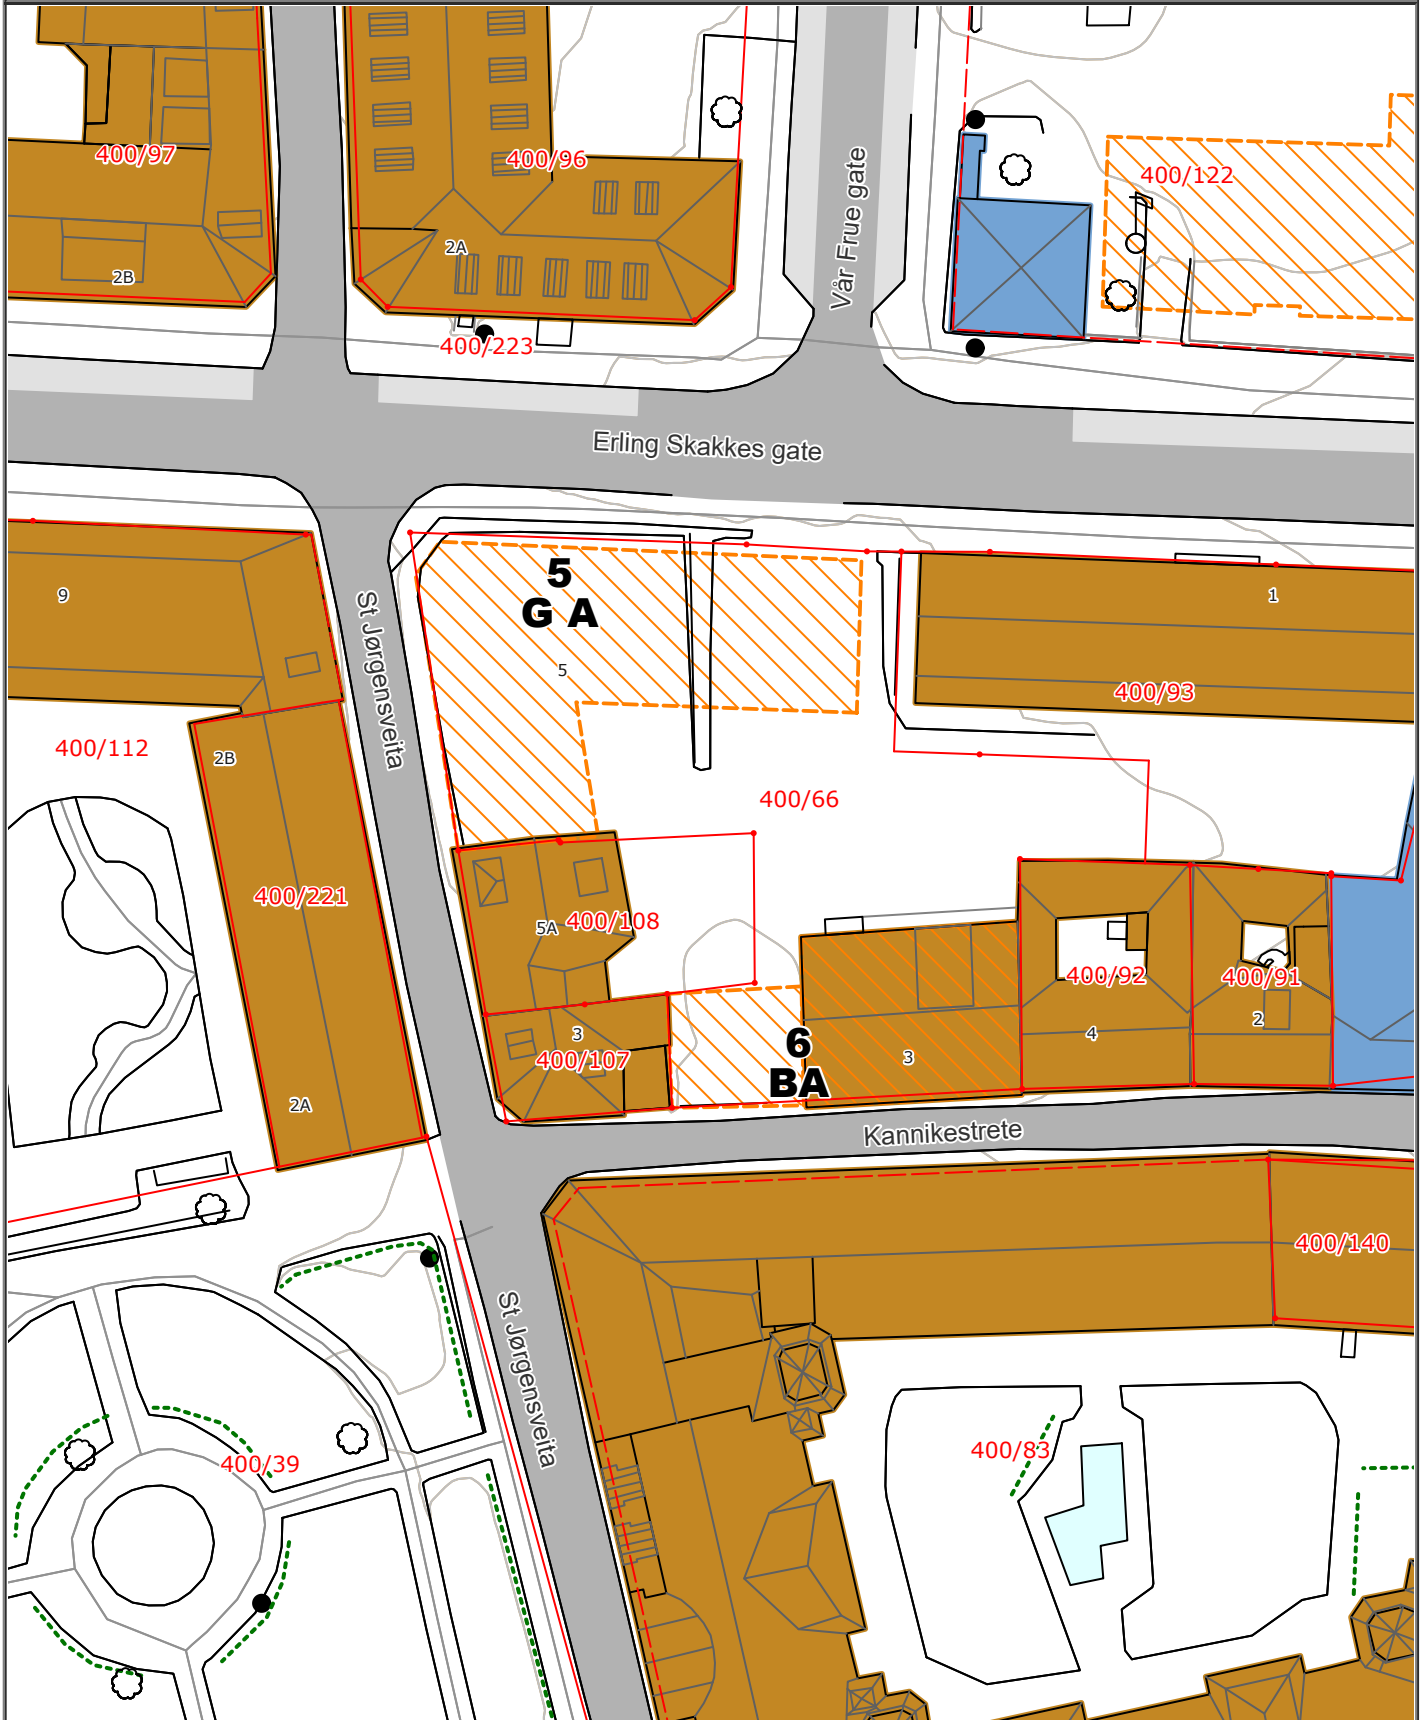 400/97
400/96
400/122
Vår Frue gate
2A
2B
400/223
Erling Skakkes gate
5
G A
9
St Jørgensveita
1
5
400/93
400/112
2B
400/66
400/221
5A
400/108
400/92
400/91
2
3
4
6
3
400/107
BA
2A
Kannikestrete
400/140
St Jørgensveita
400/39
400/83